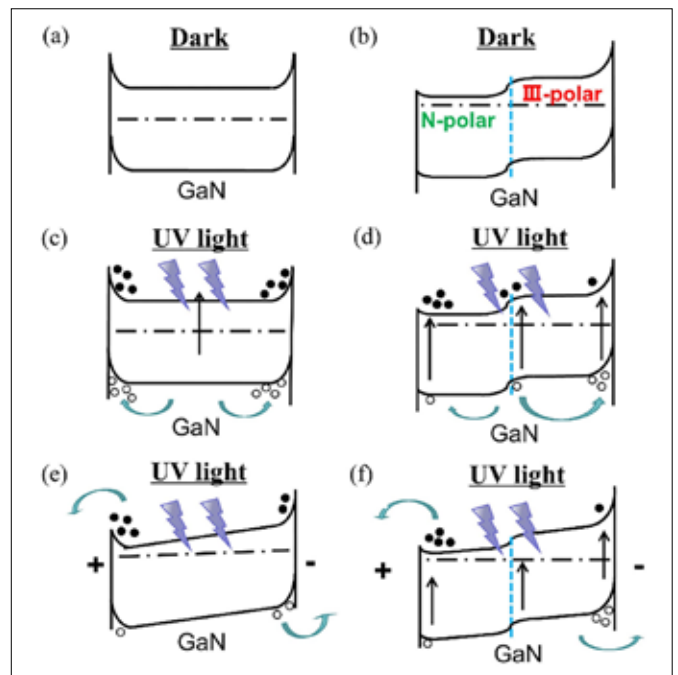 (a) Dark
GaN
(b) Dark
N-polar III-polar
GaN
(c) UV light
GaN
(d) UV light
GaN
(e) UV light
+ -
GaN
(f) UV light
+ -
GaN